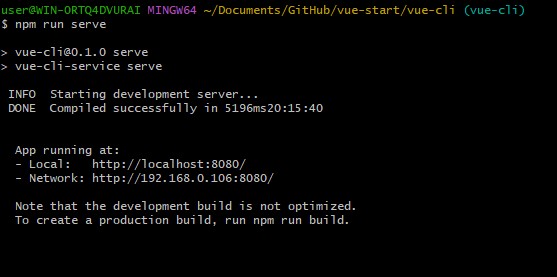 user@WIN-ORTQ4DVURAI MINGW64 ~/Documents/GitHub/vue-start/vue-cli (vue-cli)
$ npm run serve
> vue-cli@0.1.0 serve
> vue-cli-service serve
INFO  Starting development server...
DONE  Compiled successfully in 5196ms20:15:40
App running at:
- Local:   http://localhost:8080/
- Network: http://192.168.0.106:8080/
Note that the development build is not optimized.
To create a production build, run npm run build.